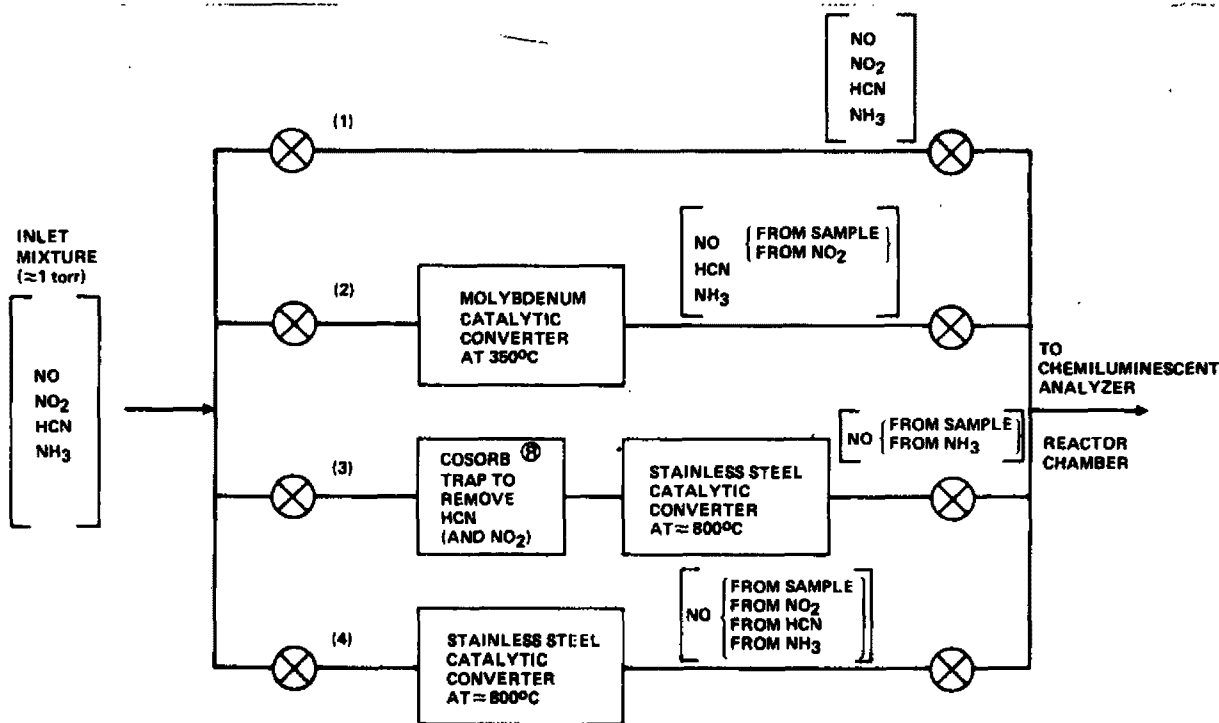 INLET
MIXTURE
(≈1 torr)
NO
NO2
HCN
NH3
(1)
NO
NO2
HCN
NH3
(2)
MOLYBDENUM
CATALYTIC
CONVERTER
AT 350°C
NO { FROM SAMPLE
FROM NO2 }
HCN
NH3
(3)
COSORB ®
TRAP TO
REMOVE
HCN
(AND NO2)
STAINLESS STEEL
CATALYTIC
CONVERTER
AT ≈ 800°C
NO { FROM SAMPLE
FROM NH3 }
(4)
STAINLESS STEEL
CATALYTIC
CONVERTER
AT ≈ 800°C
NO { FROM SAMPLE
FROM NO2
FROM HCN
FROM NH3 }
TO
CHEMILUMINESCENT
ANALYZER
REACTOR
CHAMBER